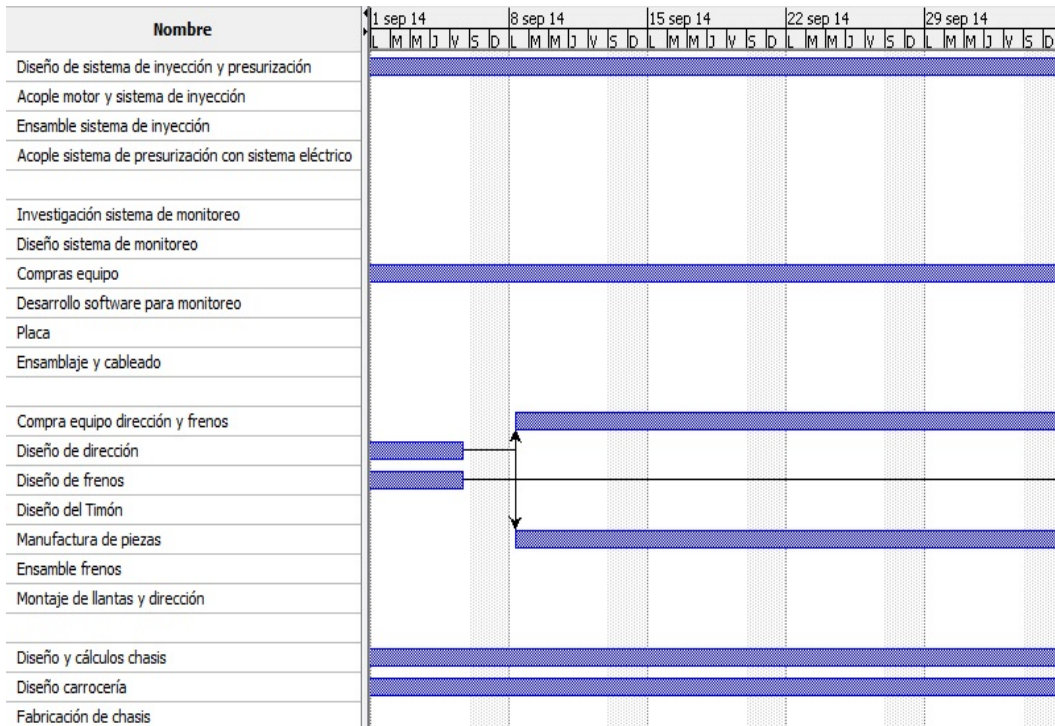 Nombre
1 sep 14 8 sep 14 15 sep 14 22 sep 14 29 sep 14
L M M J V S D L M M J V S D L M M J V S D L M M J V S D L M M J V S D
Diseño de sistema de inyección y presurización
Acople motor y sistema de inyección
Ensamble sistema de inyección
Acople sistema de presurización con sistema eléctrico
Investigación sistema de monitoreo
Diseño sistema de monitoreo
Compras equipo
Desarrollo software para monitoreo
Placa
Ensamblaje y cableado
Compra equipo dirección y frenos
Diseño de dirección
Diseño de frenos
Diseño del Timón
Manufactura de piezas
Ensamble frenos
Montaje de llantas y dirección
Diseño y cálculos chasis
Diseño carrocería
Fabricación de chasis